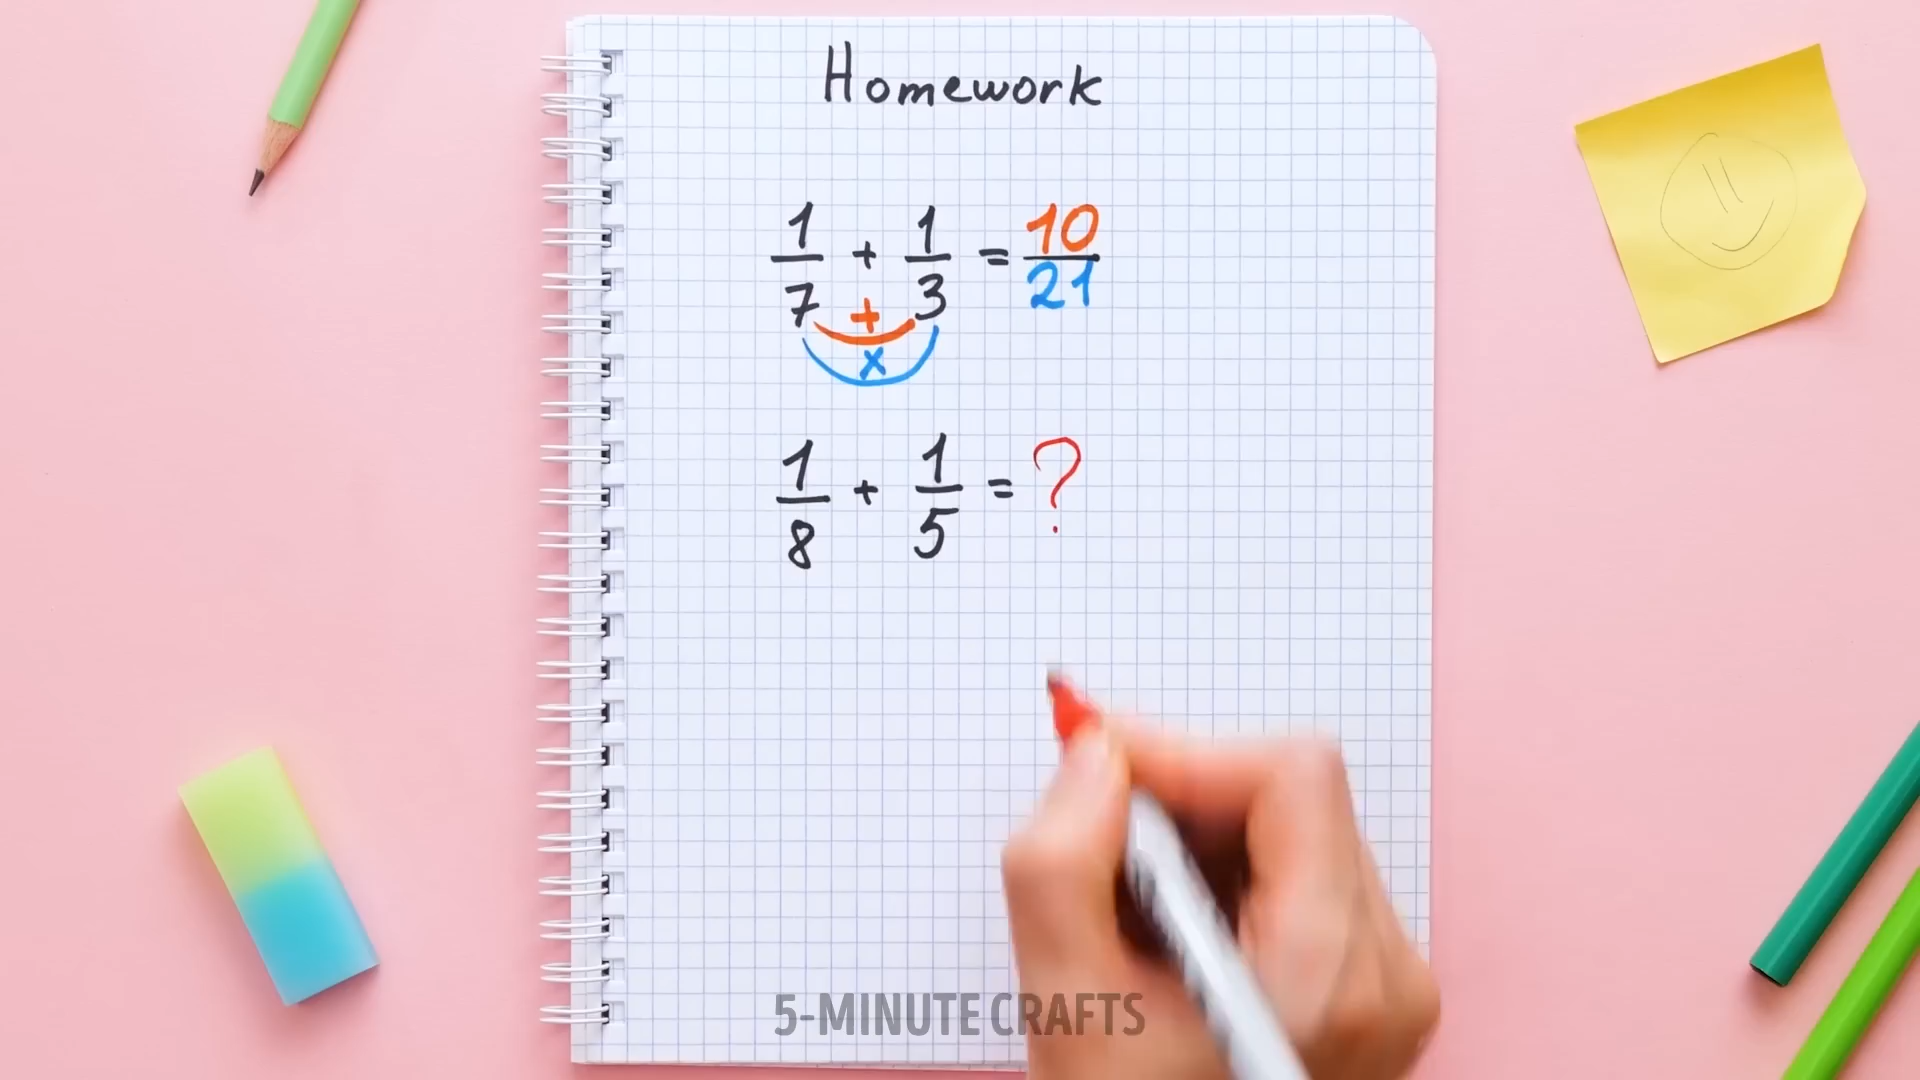 Homework
1/7 + 1/3 = 10/21
+
x
1/8 + 1/5 = ?
5-MINUTE CRAFTS